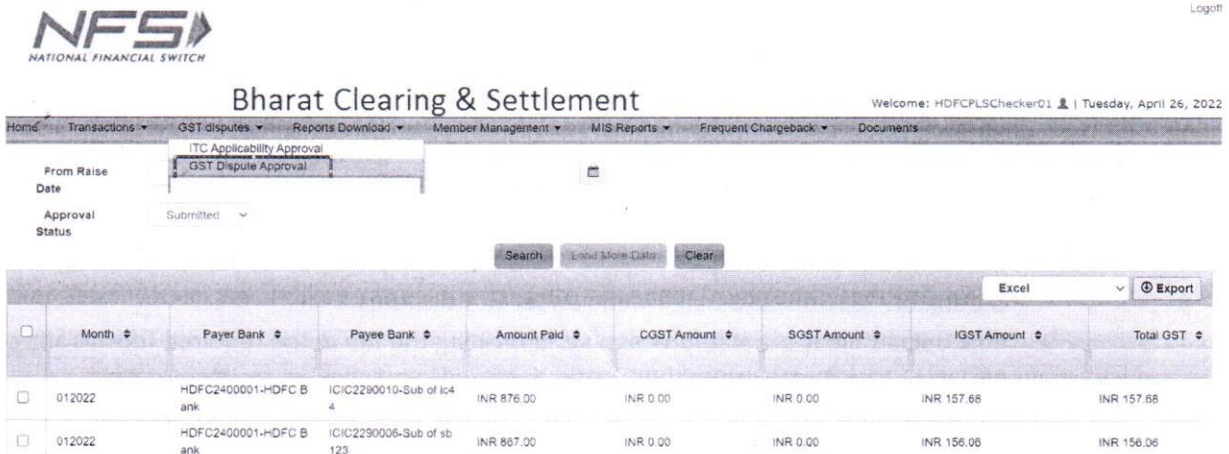 Logoff
NFS
NATIONAL FINANCIAL SWITCH
Bharat Clearing & Settlement
Welcome: HDFCPLSChecker01 | Tuesday, April 26, 2022
Home Transactions GST disputes Reports Download Member Management MIS Reports Frequent Chargeback Documents
ITC Applicability Approval
GST Dispute Approval
From Raise
Date
Approval Submitted
Status
Search Load More Data Clear
Excel Export
Month Payer Bank Payee Bank Amount Paid CGST Amount SGST Amount IGST Amount Total GST
012022 HDFC2400001-HDFC B ICIC2290010-Sub of ic4 INR 876.00 INR 0.00 INR 0.00 INR 157.68 INR 157.68
ank 4
012022 HDFC2400001-HDFC B ICIC2290006-Sub of sb INR 867.00 INR 0.00 INR 0.00 INR 156.06 INR 156.06
ank 123